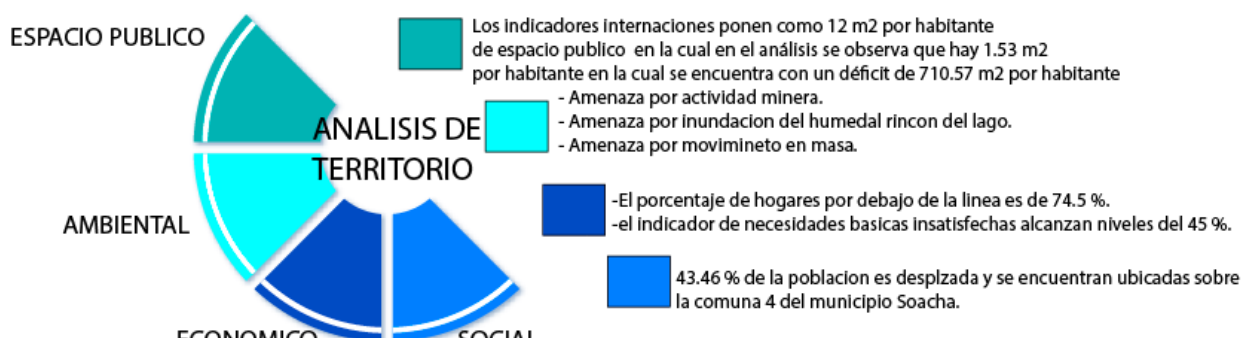 ESPACIO PUBLICO
Los indicadores internaciones ponen como 12 m2 por habitante
de espacio publico en la cual en el análisis se observa que hay 1.53 m2
por habitante en la cual se encuentra con un déficit de 710.57 m2 por habitante
ANALISIS DE
TERRITORIO
- Amenaza por actividad minera.
- Amenaza por inundacion del humedal rincon del lago.
- Amenaza por movimineto en masa.
AMBIENTAL
-El porcentaje de hogares por debajo de la linea es de 74.5 %.
-el indicador de necesidades basicas insatisfechas alcanzan niveles del 45 %.
43.46 % de la poblacion es desplzada y se encuentran ubicadas sobre
la comuna 4 del municipio Soacha.
ECONOMICO
SOCIAL